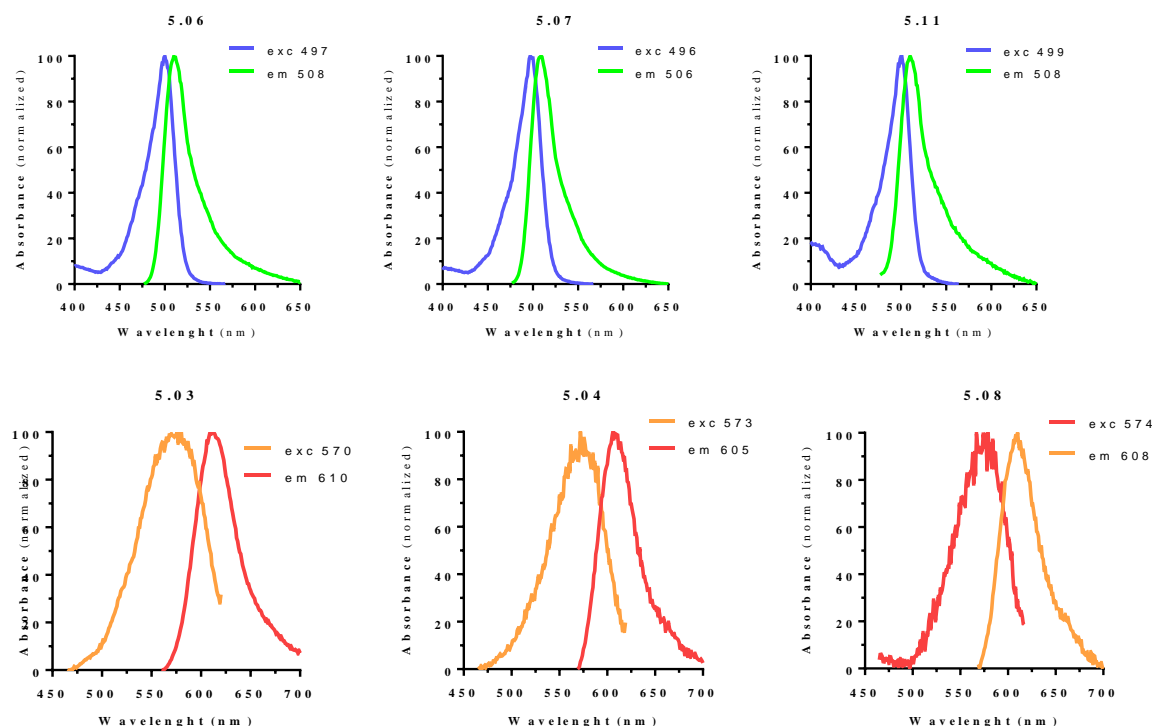 5.06
exc 497
em 508
Absorbance (normalized)
100
80
60
40
20
0
400 450 500 550 600 650
Wavelenght (nm)
5.07
exc 496
em 506
Absorbance (normalized)
100
80
60
40
20
0
400 450 500 550 600 650
Wavelenght (nm)
5.11
exc 499
em 508
Absorbance (normalized)
100
80
60
40
20
0
400 450 500 550 600 650
Wavelenght (nm)
5.03
exc 570
em 610
Absorbance (normalized)
100
80
60
40
20
0
450 500 550 600 650 700
Wavelenght (nm)
5.04
exc 573
em 605
Absorbance (normalized)
100
80
60
40
20
0
450 500 550 600 650 700
Wavelenght (nm)
5.08
exc 574
em 608
Absorbance (normalized)
100
80
60
40
20
0
450 500 550 600 650 700
Wavelenght (nm)